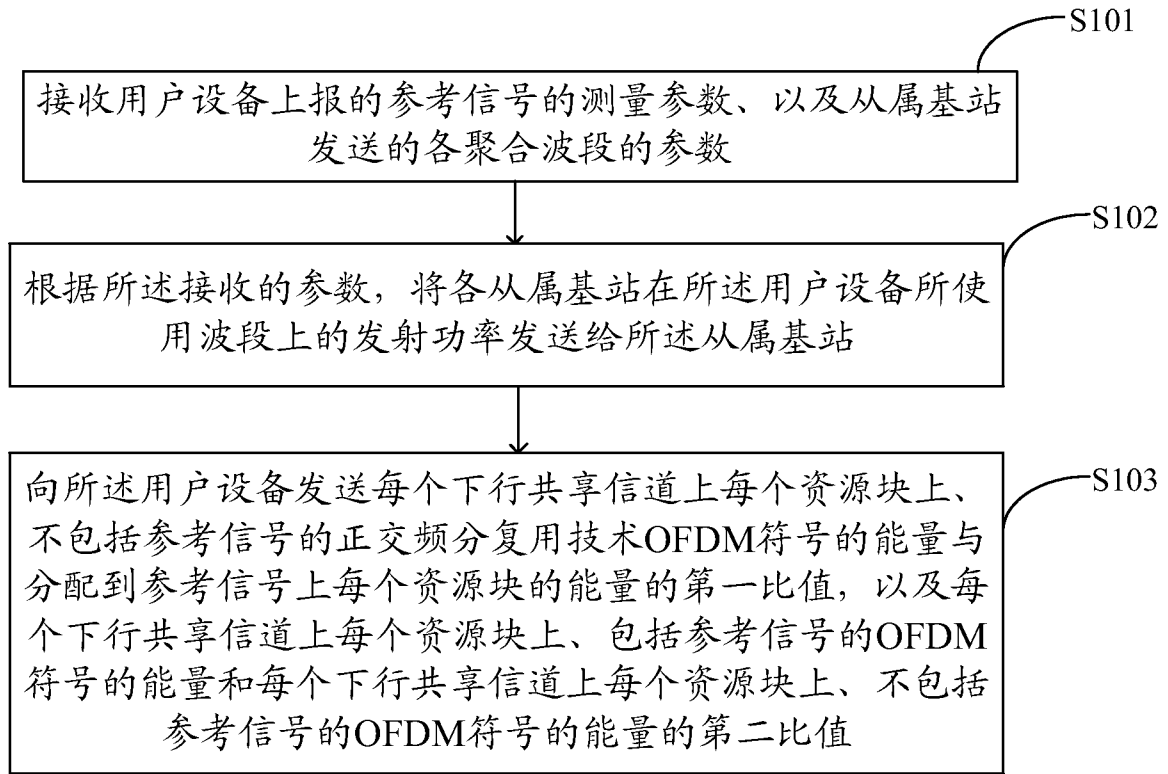 S101
接收用户设备上报的参考信号的测量参数、以及从属基站
发送的各聚合波段的参数
S102
根据所述接收的参数，将各从属基站在所述用户设备所使
用波段上的发射功率发送给所述从属基站
S103
向所述用户设备发送每个下行共享信道上每个资源块上、
不包括参考信号的正交频分复用技术OFDM符号的能量与
分配到参考信号上每个资源块的能量的第一比值，以及每
个下行共享信道上每个资源块上、包括参考信号的OFDM
符号的能量和每个下行共享信道上每个资源块上、不包括
参考信号的OFDM符号的能量的第二比值